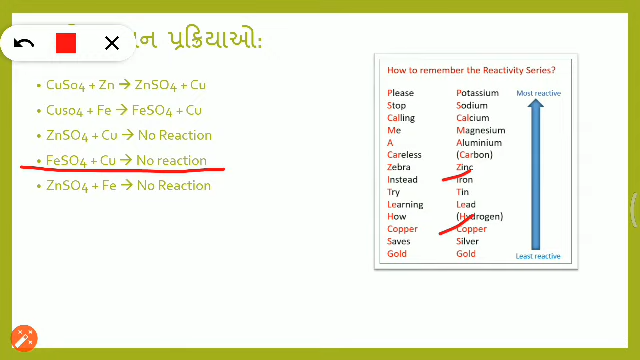 પ્રક્રિયાઓ:
• CuSo4 + Zn → ZnSO4 + Cu
• Cuso4 + Fe → FeSO4 + Cu
• ZnSO4 + Cu → No Reaction
• FeSO4 + Cu → No reaction
• ZnSO4 + Fe → No Reaction
How to remember the Reactivity Series?
Please Potassium Most reactive
Stop Sodium
Calling Calcium
Me Magnesium
A Aluminium
Careless (Carbon)
Zebra Zinc
Instead Iron
Try Tin
Learning Lead
How (Hydrogen)
Copper Copper
Saves Silver
Gold Gold Least reactive